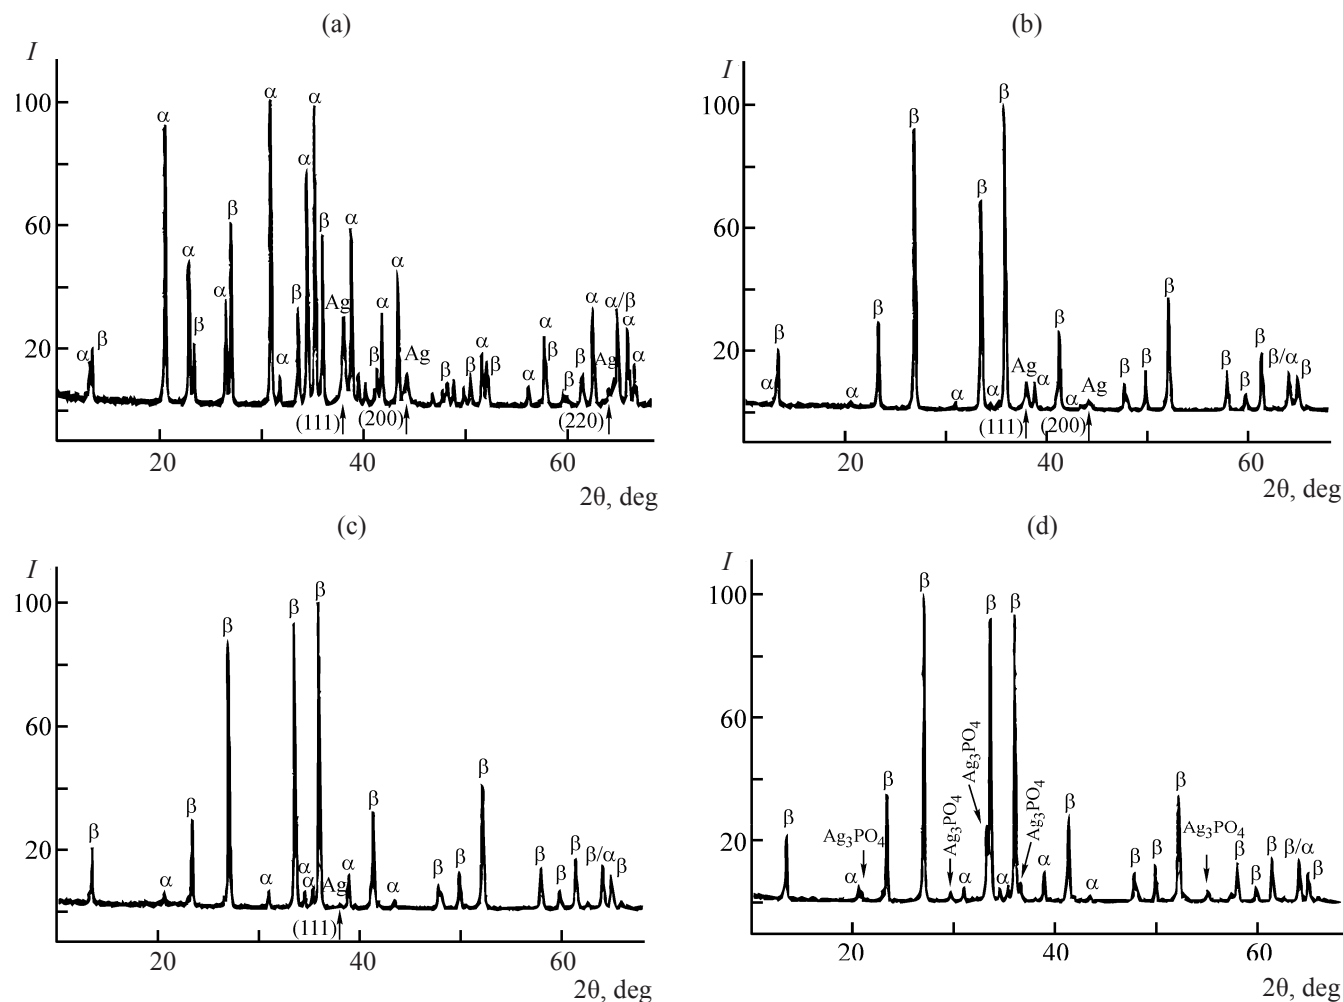 (a)
I
100
60
20
α
β
α
α
β
α
β
α
α
β
α
α
β
Ag
α
α
β
α
Ag
β
β
α
β
α
α
β
β
β
α
Ag
α/β
α
α
(111)
(200)
(220)
20
40
60
2θ, deg
(b)
I
100
60
20
α
β
α
β
β
α
β
α
β
Ag
α
β
α
Ag
β
β
β
β
β
β
β/α
β
(111)
(200)
20
40
60
2θ, deg
(c)
I
100
60
20
β
α
β
β
α
β
α
α
β
Ag
α
β
α
β
β
β
β
β
β
β/α
β
(111)
20
40
60
2θ, deg
(d)
I
100
60
20
β
Ag₃PO₄
α
β
β
Ag₃PO₄
α
Ag₃PO₄
β
α
β
Ag₃PO₄
α
β
α
β
β
β
Ag₃PO₄
β
β
β
β/α
β
20
40
60
2θ, deg